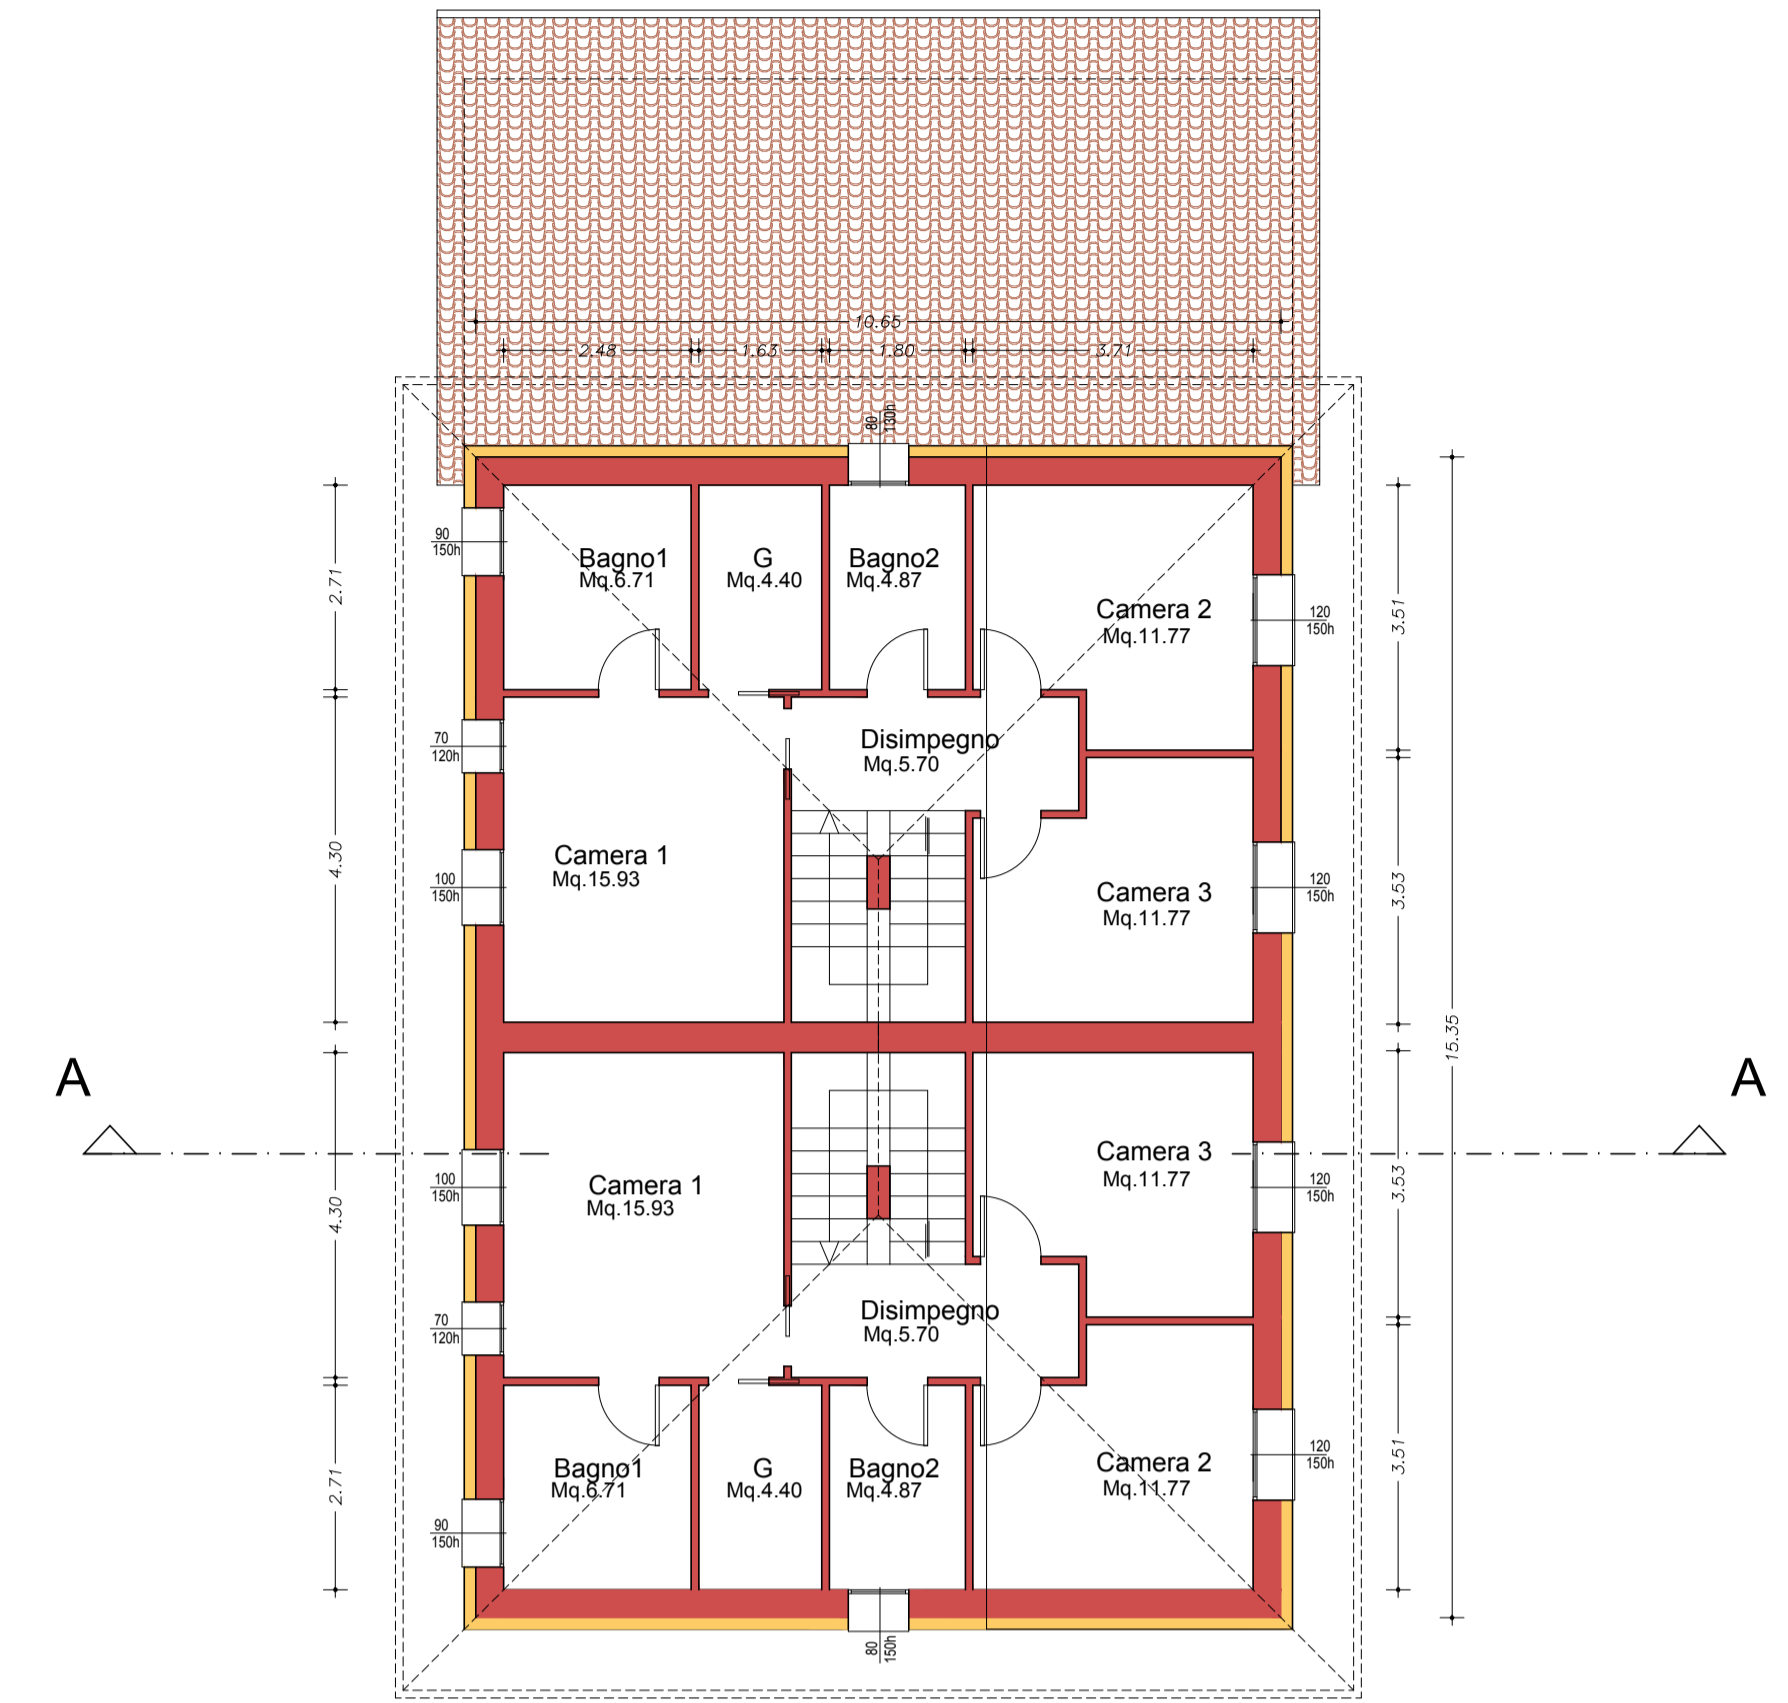 10.65
2.48
1.63
1.80
3.71
80
130h
90
150h
2.71
Bagno1
Mq.6.71
G
Mq.4.40
Bagno2
Mq.4.87
Camera 2
Mq.11.77
120
150h
3.51
70
120h
Disimpegno
Mq.5.70
4.30
Camera 1
Mq.15.93
100
150h
Camera 3
Mq.11.77
120
150h
3.53
15.35
A
A
4.30
100
150h
Camera 1
Mq.15.93
Camera 3
Mq.11.77
120
150h
3.53
70
120h
Disimpegno
Mq.5.70
2.71
90
150h
Bagno1
Mq.6.71
G
Mq.4.40
Bagno2
Mq.4.87
Camera 2
Mq.11.77
120
150h
3.51
80
150h